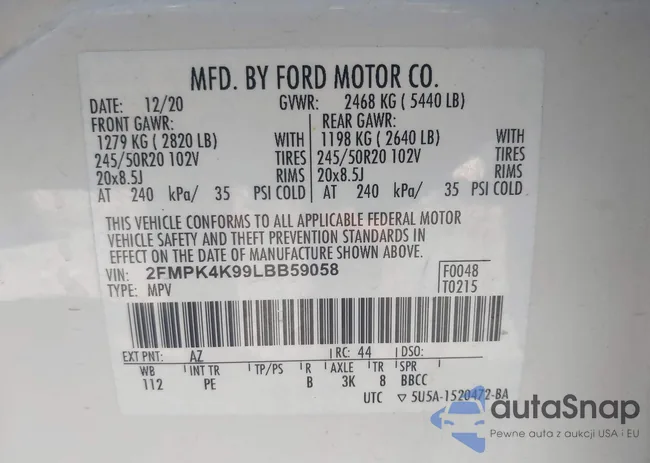 MFD. BY FORD MOTOR CO.
DATE: 12/20 GVWR: 2468 KG ( 5440 LB)
FRONT GAWR: REAR GAWR:
1279 KG ( 2820 LB) WITH 1198 KG ( 2640 LB) WITH
245/50R20 102V TIRES 245/50R20 102V TIRES
20x8.5J RIMS 20x8.5J RIMS
AT 240 kPa/ 35 PSI COLD AT 240 kPa/ 35 PSI COLD
THIS VEHICLE CONFORMS TO ALL APPLICABLE FEDERAL MOTOR
VEHICLE SAFETY AND THEFT PREVENTION STANDARDS IN
EFFECT ON THE DATE OF MANUFACTURE SHOWN ABOVE.
VIN: 2FMPK4K99LBB59058 F0048
TYPE: MPV T0215
EXT PNT: AZ RC: 44 DSO:
WB INT TR TP/PS R AXLE TR SPR
112 PE B 3K 8 BBCC
UTC ▽ 5U5A-1520472-BA
autaSnap
Pewne auta z aukcji USA i EU